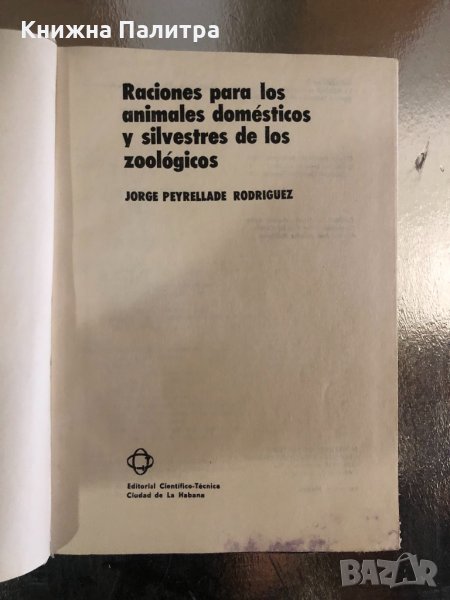 Книжна Палитра
Raciones para los
animales domésticos
y silvestres de los
zoológicos
JORGE PEYRELLADE RODRIGUEZ
Editorial Científico-Técnica
Ciudad de La Habana
BAZAR